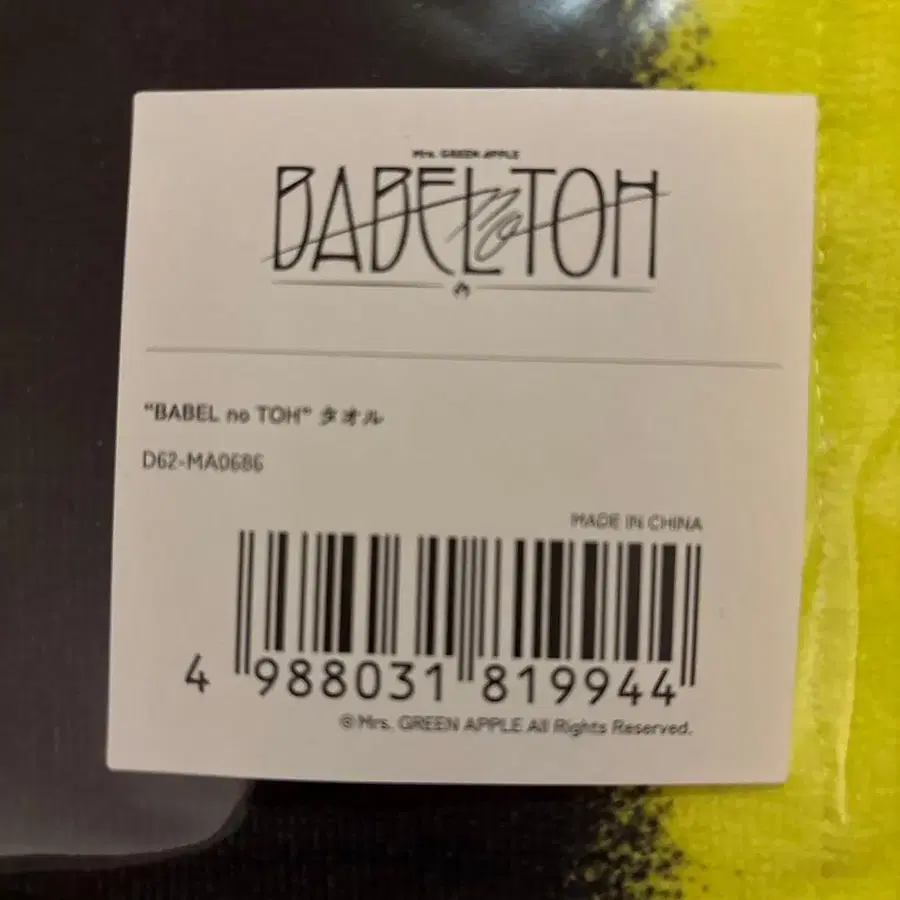 Mrs. GREEN APPLE
BABEL no TOH
"BABEL no TOH" タオル
D62-MA0686
MADE IN CHINA
4 988031 819944
©Mrs. GREEN APPLE All Rights Reserved.